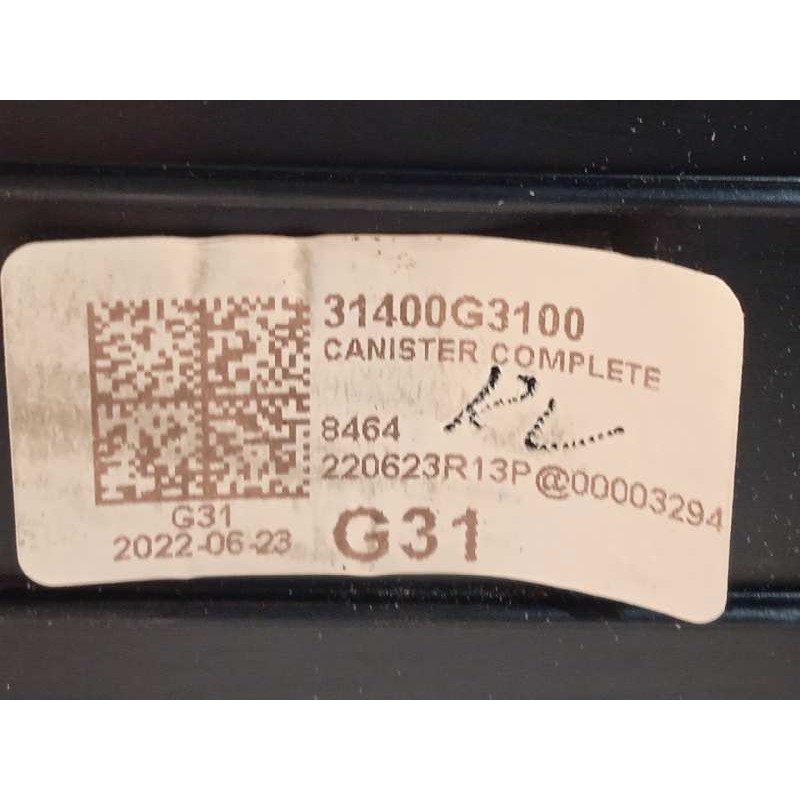 31400G3100
CANISTER COMPLETE
8464
220623R13P@00003294
G31
G31
2022-06-23